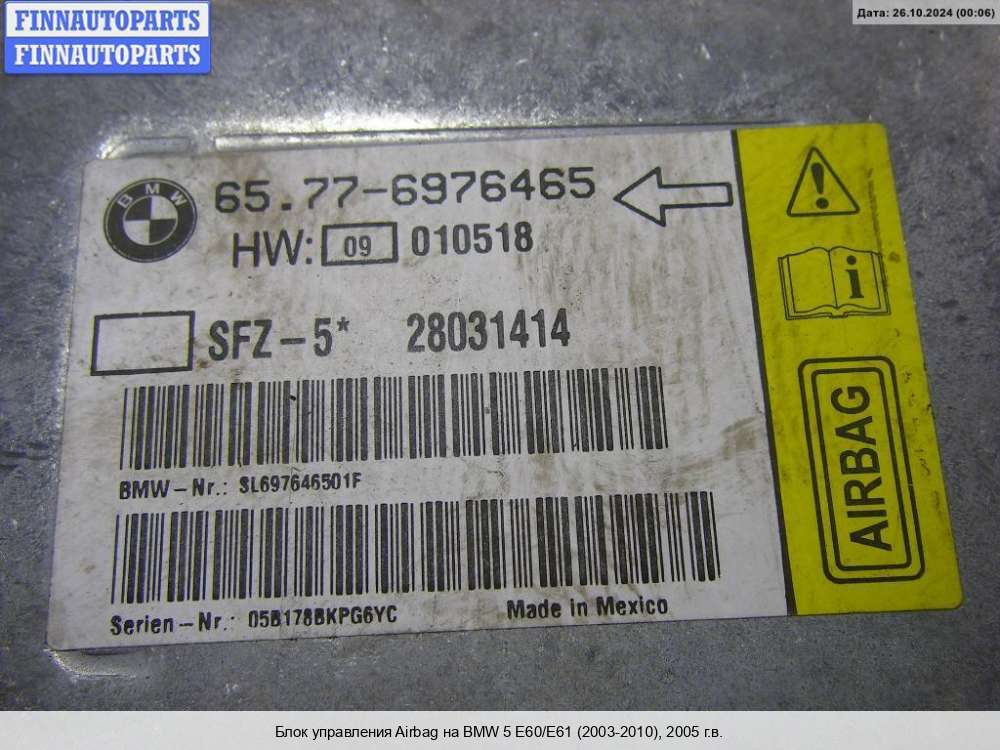 FINNAUTOPARTS
FINNAUTOPARTS
Дата: 26.10.2024 (00:06)
BMW
65.77-6976465
HW: 09 010518
SFZ-5* 28031414
BMW-Nr.: SL697646501F
Serien-Nr.: 05B178BKPG6YC Made in Mexico
AIRBAG
Блок управления Airbag на BMW 5 E60/E61 (2003-2010), 2005 г.в.